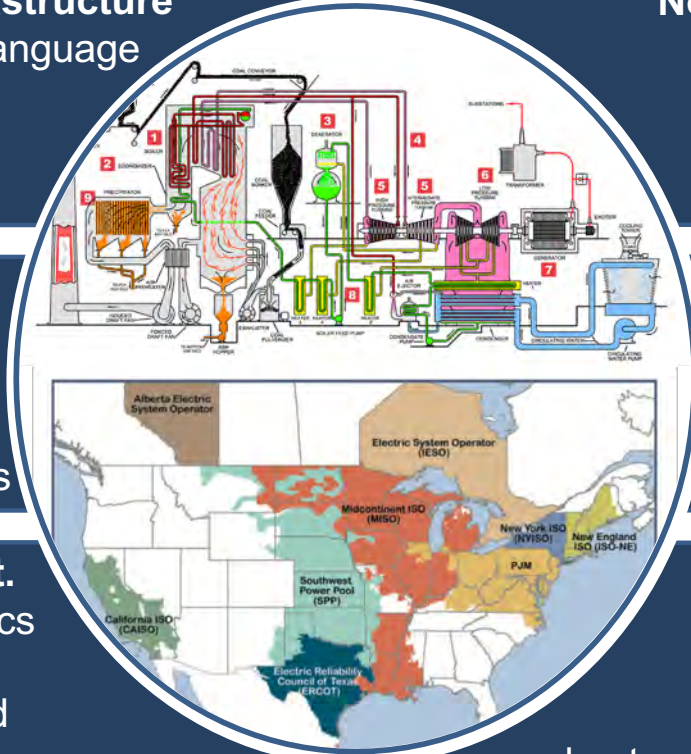 structure
anguage
COAL CONVEYOR
SUBSTATIONS
1
BOILER
2
ECONOMIZER
3
DEAERATOR
4
5
HIGH
PRESSURE
TURBINE
5
INTERMEDIATE
PRESSURE
TURBINE
6
LOW
PRESSURE
TURBINE
TRANSFORMER
GENERATOR
7
EXCITER
COOLING
TOWER
9
PRECIPITATOR
COAL
BUNKER
COAL
FEEDER
8
AIR
EJECTOR
HEATER
HEATER
HEATER
BOILER FEED PUMP
CONDENSATE
PUMP
CONDENSOR
CIRCULATING WATER
CIRCULATING
WATER PUMP
INDUCED
DRAFT FAN
FORCED
DRAFT FAN
ASH
HOPPER
COAL
PULVERIZER
Alberta Electric
System Operator
Electric System Operator
(IESO)
Midcontinent ISO
(MISO)
New York ISO
(NYISO)
New England
ISO (ISO-NE)
PJM
Southwest
Power Pool
(SPP)
California ISO
(CAISO)
Electric Reliability
Council of Texas
(ERCOT)
s
t.
cs
d